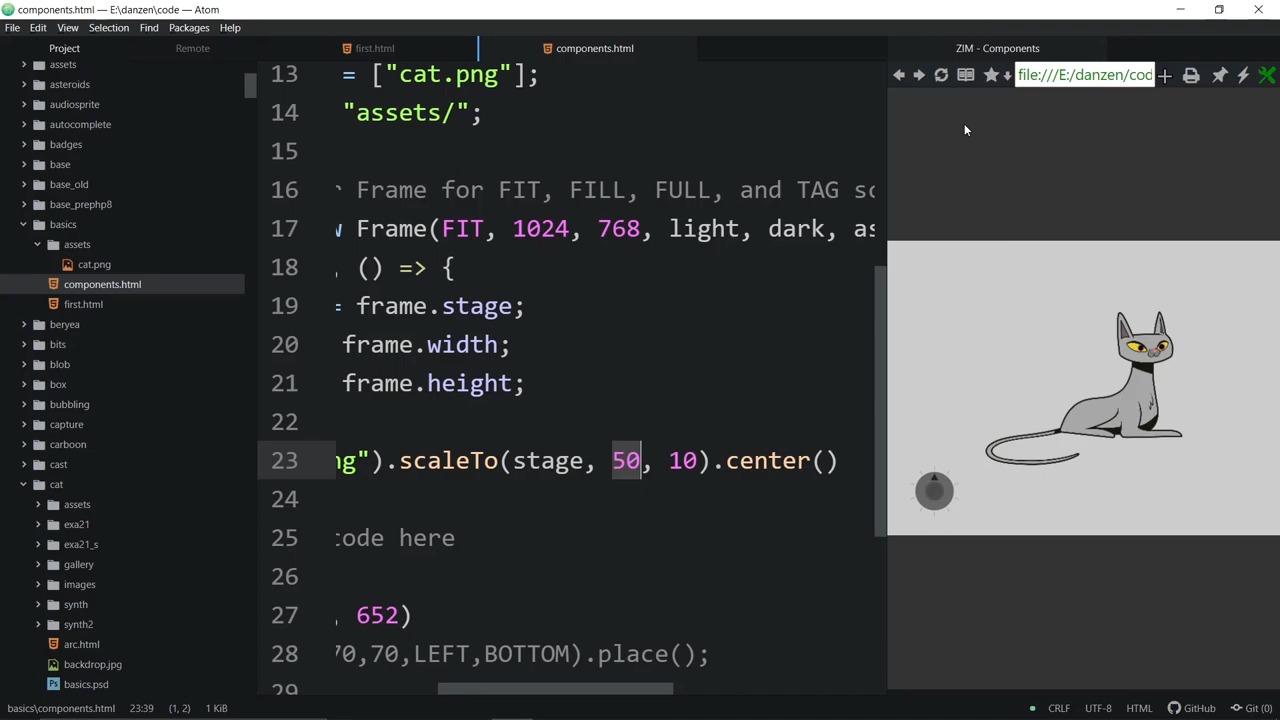 components.html — E:\danzen\code — Atom
File Edit View Selection Find Packages Help
Project Remote
first.html components.html ZIM - Components
file:///E:/danzen/cod
assets
asteroids
audiosprite
autocomplete
badges
base
base_old
base_prephp8
basics
assets
cat.png
components.html
first.html
beryea
bits
blob
box
bubbling
capture
carboon
cast
cat
assets
exa21
exa21_s
gallery
images
synth
synth2
arc.html
backdrop.jpg
basics.psd
13 = ["cat.png"];
14 "assets/";
15
16 r Frame for FIT, FILL, FULL, and TAG sc
17 Frame(FIT, 1024, 768, light, dark, as
18 , () => {
19 = frame.stage;
20 frame.width;
21 frame.height;
22
23 ng").scaleTo(stage, 50, 10).center()
24
25 code here
26
27 , 652)
28 70,70,LEFT,BOTTOM).place();
29
basics\components.html 23:39 (1, 2) 1 KiB CRLF UTF-8 HTML GitHub Git (0)